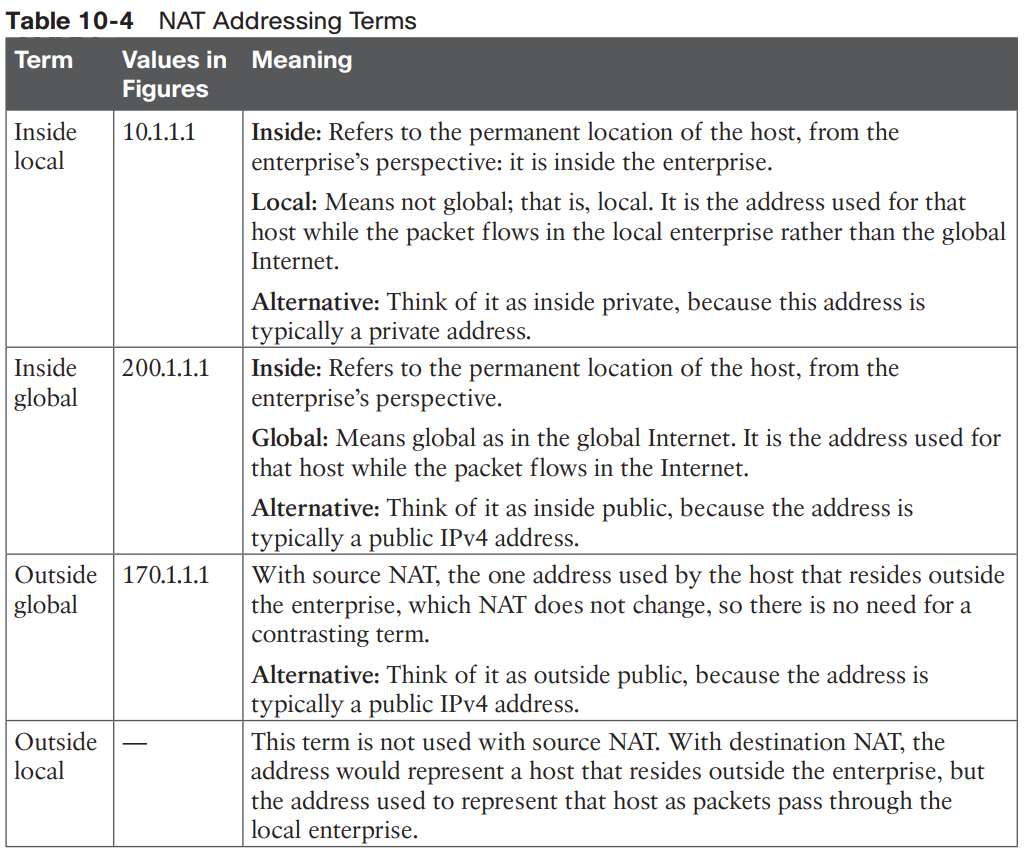 Table 10-4 NAT Addressing Terms
Term
Values in
Figures
Meaning
Inside
local
10.1.1.1
Inside: Refers to the permanent location of the host, from the
enterprise’s perspective: it is inside the enterprise.
Local: Means not global; that is, local. It is the address used for that
host while the packet flows in the local enterprise rather than the global
Internet.
Alternative: Think of it as inside private, because this address is
typically a private address.
Inside
global
200.1.1.1
Inside: Refers to the permanent location of the host, from the
enterprise’s perspective.
Global: Means global as in the global Internet. It is the address used for
that host while the packet flows in the Internet.
Alternative: Think of it as inside public, because the address is
typically a public IPv4 address.
Outside
global
170.1.1.1
With source NAT, the one address used by the host that resides outside
the enterprise, which NAT does not change, so there is no need for a
contrasting term.
Alternative: Think of it as outside public, because the address is
typically a public IPv4 address.
Outside
local
—
This term is not used with source NAT. With destination NAT, the
address would represent a host that resides outside the enterprise, but
the address used to represent that host as packets pass through the
local enterprise.